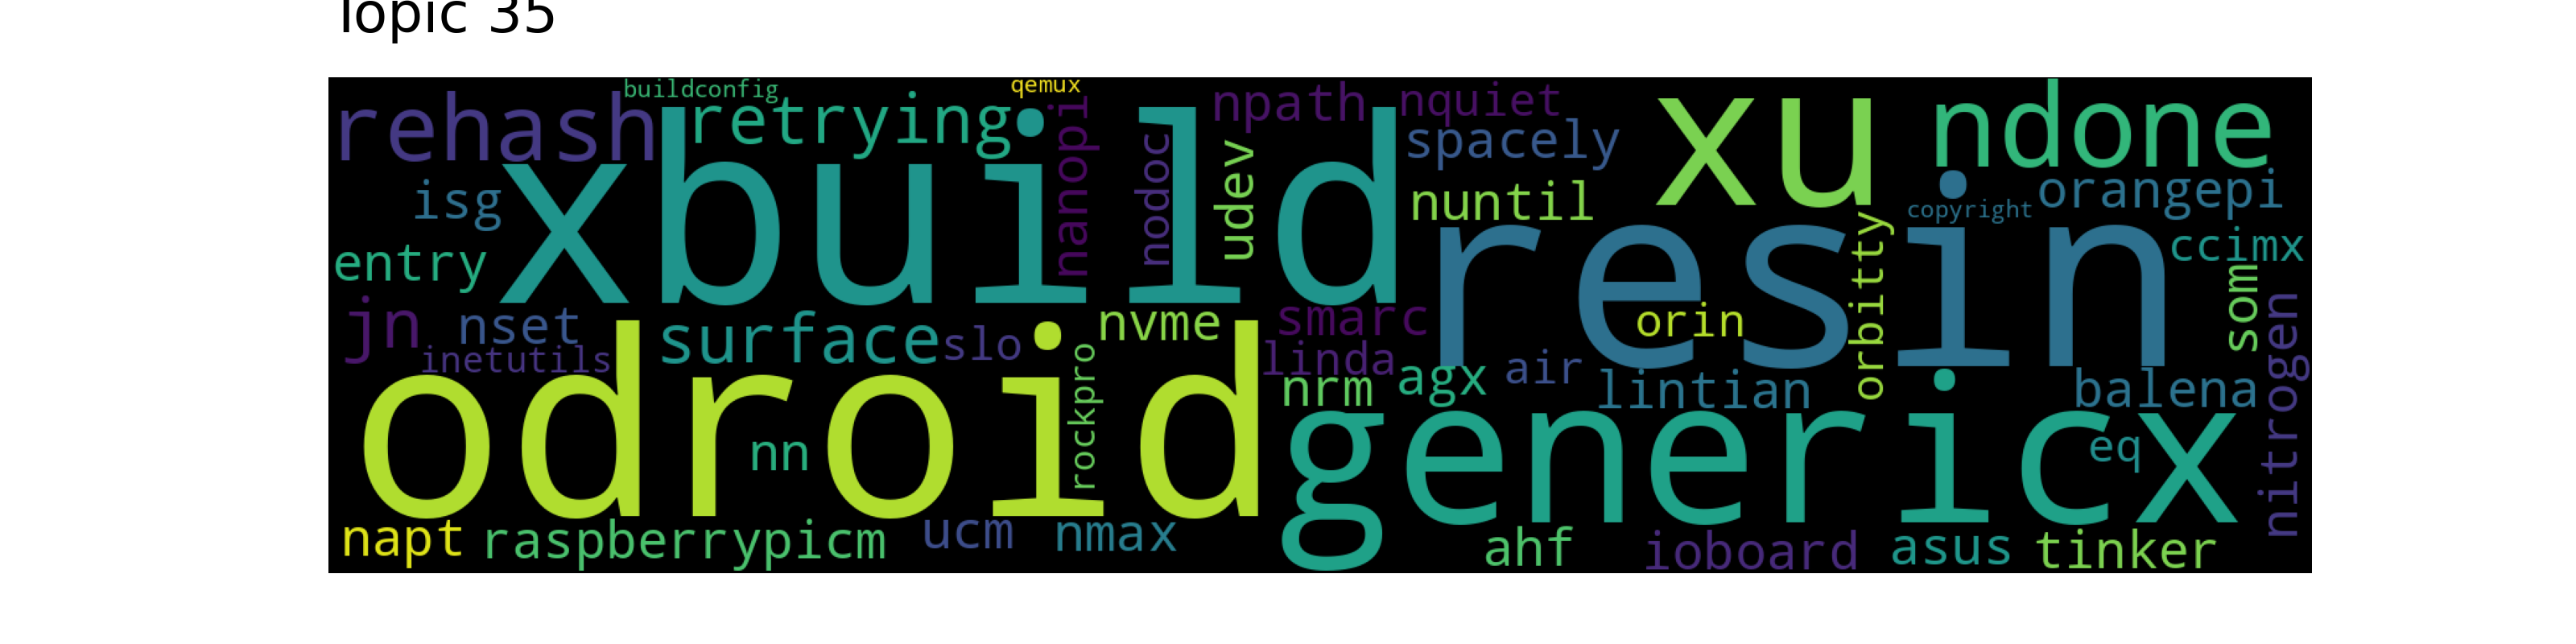 Topic 35
buildconfig
qemux
rehash
retrying
xbuild
nanopi
nodoc
udev
npath
nquiet
spacely
nuntil
xu
ndone
isg
entry
copyright
orangepi
resin
orbitty
ccimx
som
nitrogen
jn
nset
inetutils
surface
slo
nvme
smarc
linda
orin
odroid
nn
rockpro
nrm
agx
air
lintian
balena
genericx
eq
napt
raspberrypicm
ucm
nmax
ahf
ioboard
asus
tinker